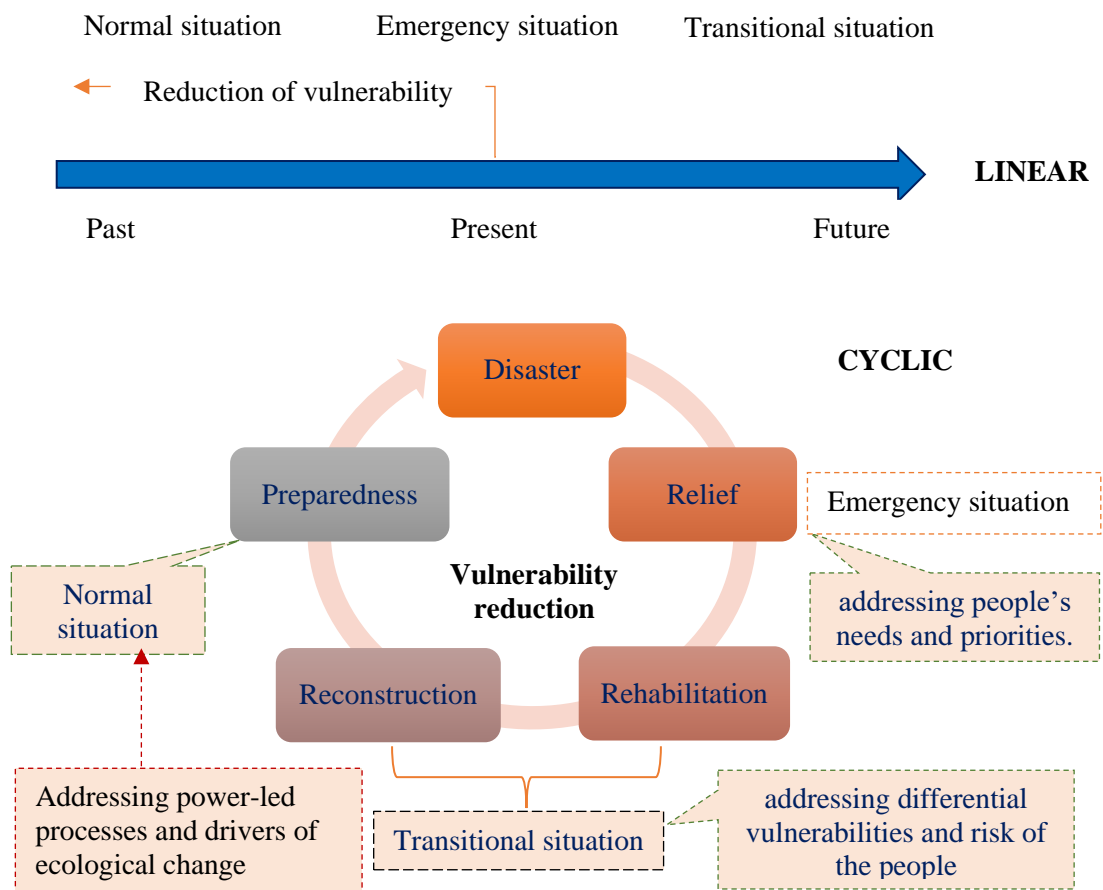 Normal situation
Emergency situation
Transitional situation
Reduction of vulnerability
LINEAR
Past
Present
Future
CYCLIC
Disaster
Preparedness
Relief
Emergency situation
Vulnerability
reduction
Normal
situation
addressing people’s
needs and priorities.
Reconstruction
Rehabilitation
Addressing power-led
processes and drivers of
ecological change
Transitional situation
addressing differential
vulnerabilities and risk of
the people